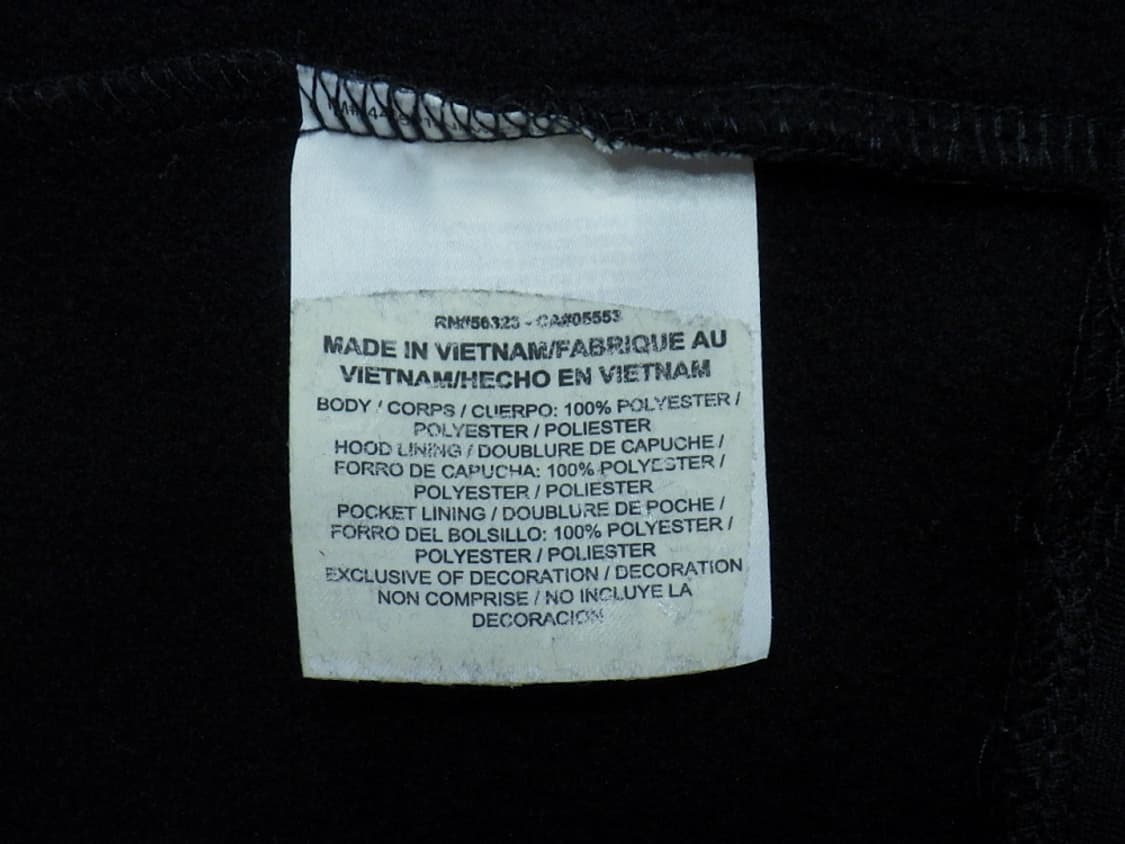 RN#56323 - CA#05553
MADE IN VIETNAM/FABRIQUE AU
VIETNAM/HECHO EN VIETNAM
BODY / CORPS / CUERPO: 100% POLYESTER /
POLYESTER / POLIESTER
HOOD LINING / DOUBLURE DE CAPUCHE /
FORRO DE CAPUCHA: 100% POLYESTER /
POLYESTER / POLIESTER
POCKET LINING / DOUBLURE DE POCHE /
FORRO DEL BOLSILLO: 100% POLYESTER /
POLYESTER / POLIESTER
EXCLUSIVE OF DECORATION / DECORATION
NON COMPRISE / NO INCLUYE LA
DECORACION